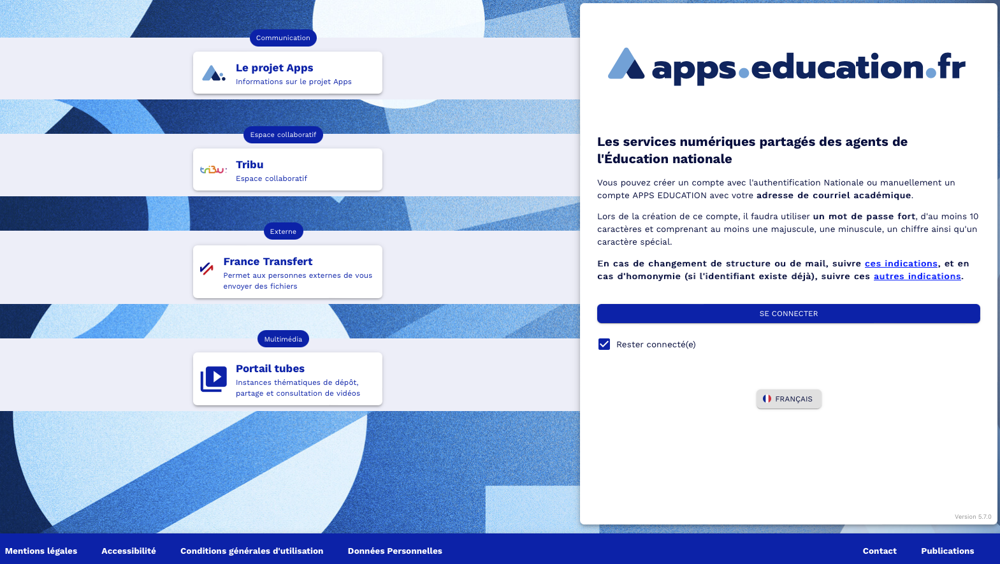 Communication
Le projet Apps
Informations sur le projet Apps
Espace collaboratif
tribu
Tribu
Espace collaboratif
Externe
France Transfert
Permet aux personnes externes de vous
envoyer des fichiers
Multimédia
Portail tubes
Instances thématiques de dépôt,
partage et consultation de vidéos
apps.education.fr
Les services numériques partagés des agents de
l'Éducation nationale
Vous pouvez créer un compte avec l'authentification Nationale ou manuellement un
compte APPS EDUCATION avec votre adresse de courriel académique.
Lors de la création de ce compte, il faudra utiliser un mot de passe fort, d'au moins 10
caractères et comprenant au moins une majuscule, une minuscule, un chiffre ainsi qu'un
caractère spécial.
En cas de changement de structure ou de mail, suivre ces indications, et en
cas d'homonymie (si l'identifiant existe déjà), suivre ces autres indications.
SE CONNECTER
Rester connecté(e)
FRANÇAIS
Version 5.7.0
Mentions légales
Accessibilité
Conditions générales d'utilisation
Données Personnelles
Contact
Publications